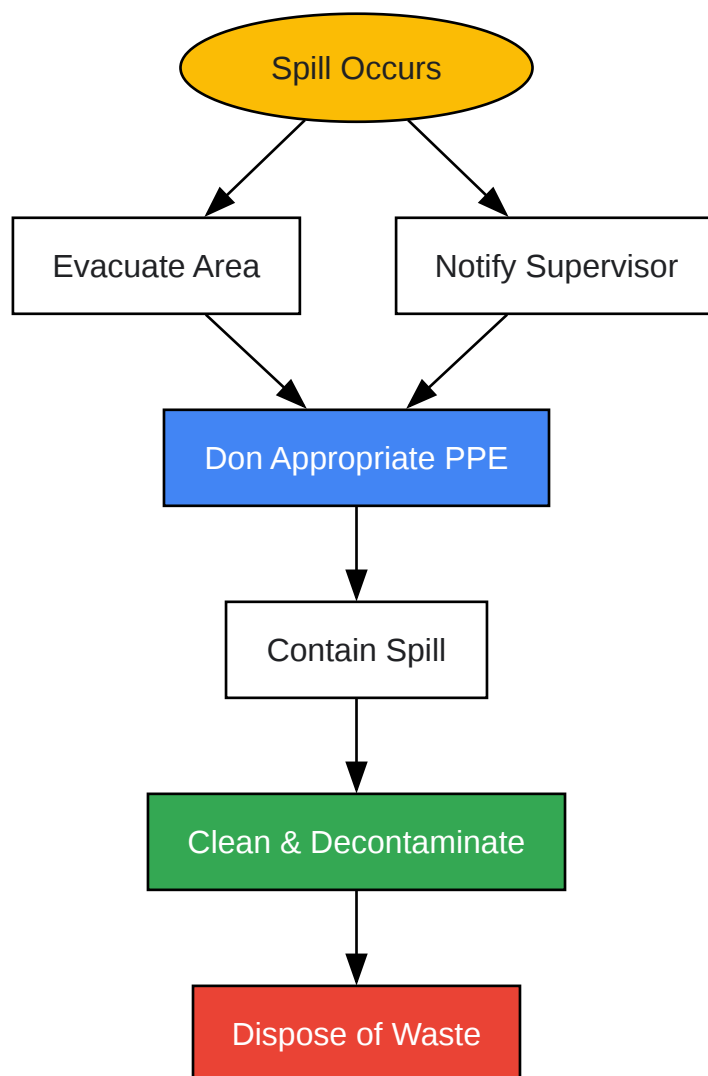 Spill Occurs
Evacuate Area
Notify Supervisor
Don Appropriate PPE
Contain Spill
Clean & Decontaminate
Dispose of Waste